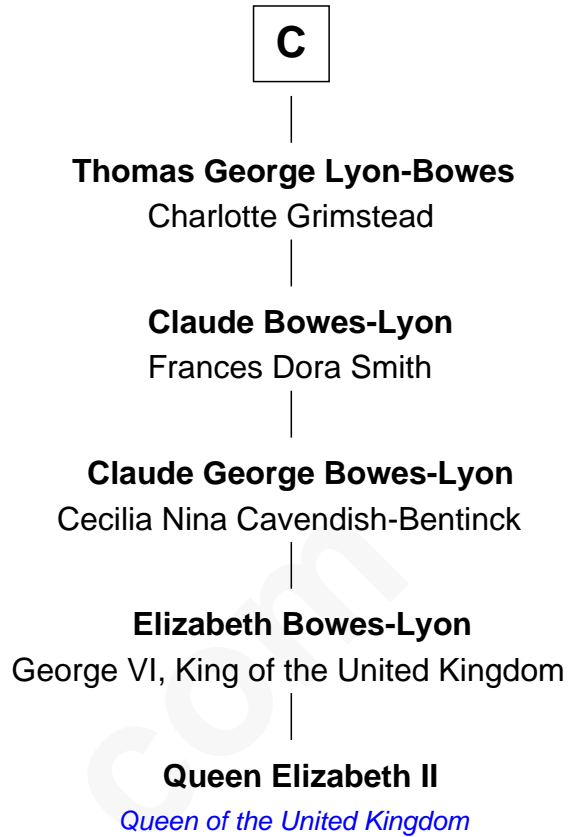 C
Thomas George Lyon-Bowes
Charlotte Grimstead
Claude Bowes-Lyon
Frances Dora Smith
Claude George Bowes-Lyon
Cecilia Nina Cavendish-Bentinck
Elizabeth Bowes-Lyon
George VI, King of the United Kingdom
Queen Elizabeth II
Queen of the United Kingdom
com